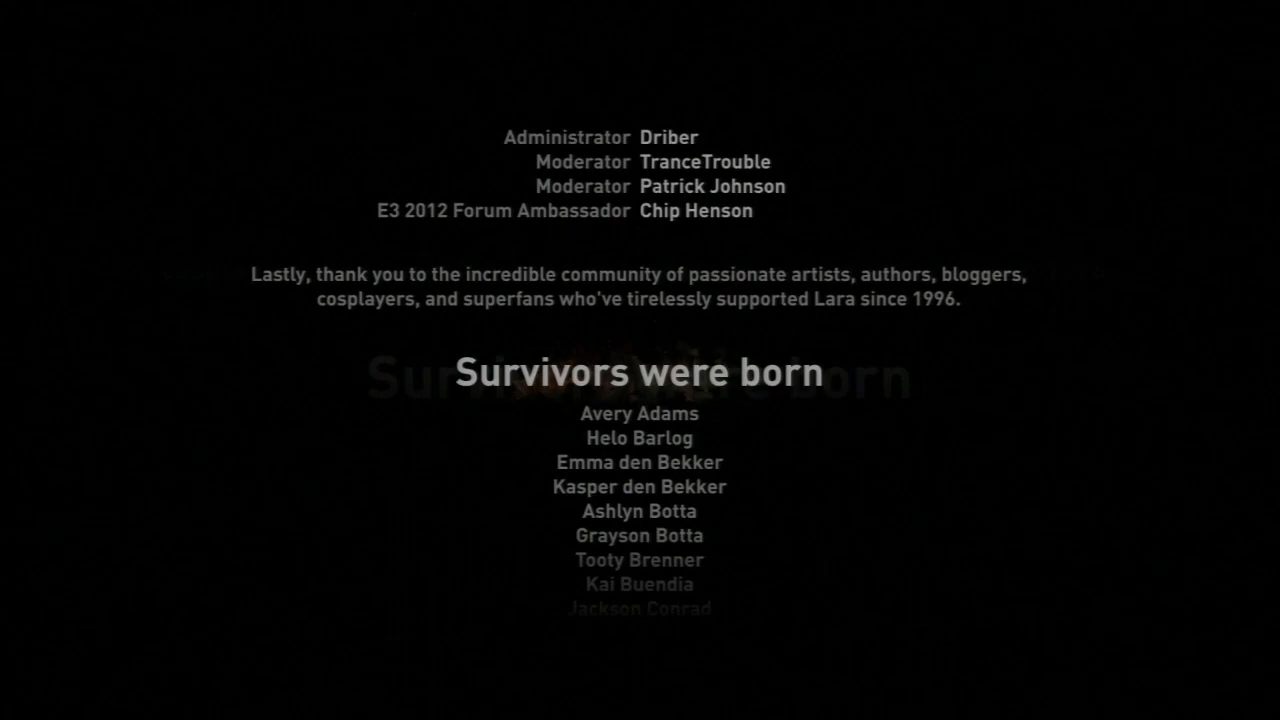 Administrator Driber
Moderator TranceTrouble
Moderator Patrick Johnson
E3 2012 Forum Ambassador Chip Henson
Lastly, thank you to the incredible community of passionate artists, authors, bloggers,
cosplayers, and superfans who've tirelessly supported Lara since 1996.
Survivors were born
Avery Adams
Helo Barlog
Emma den Bekker
Kasper den Bekker
Ashlyn Botta
Grayson Botta
Tooty Brenner
Kai Buendia
Jackson Conrad